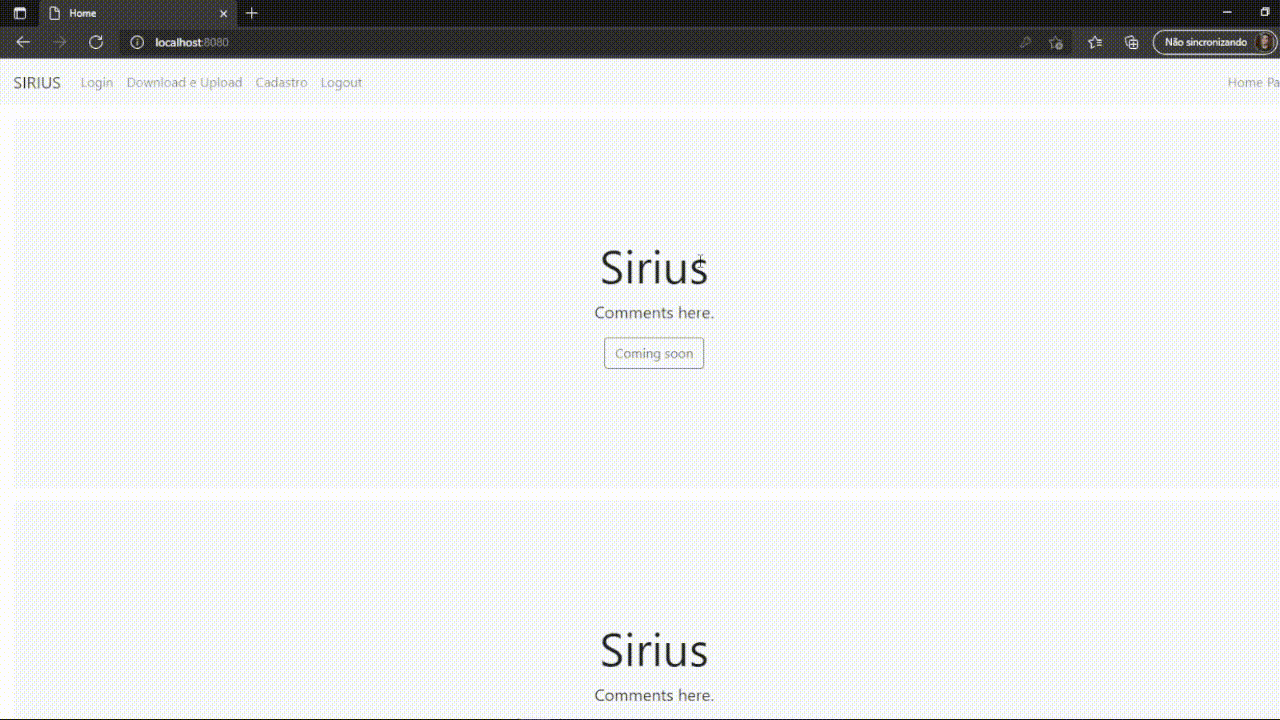 Home
localhost:8080
Não sincronizando
SIRIUS Login Download e Upload Cadastro Logout Home Pa
Sirius
Comments here.
Coming soon
Sirius
Comments here.